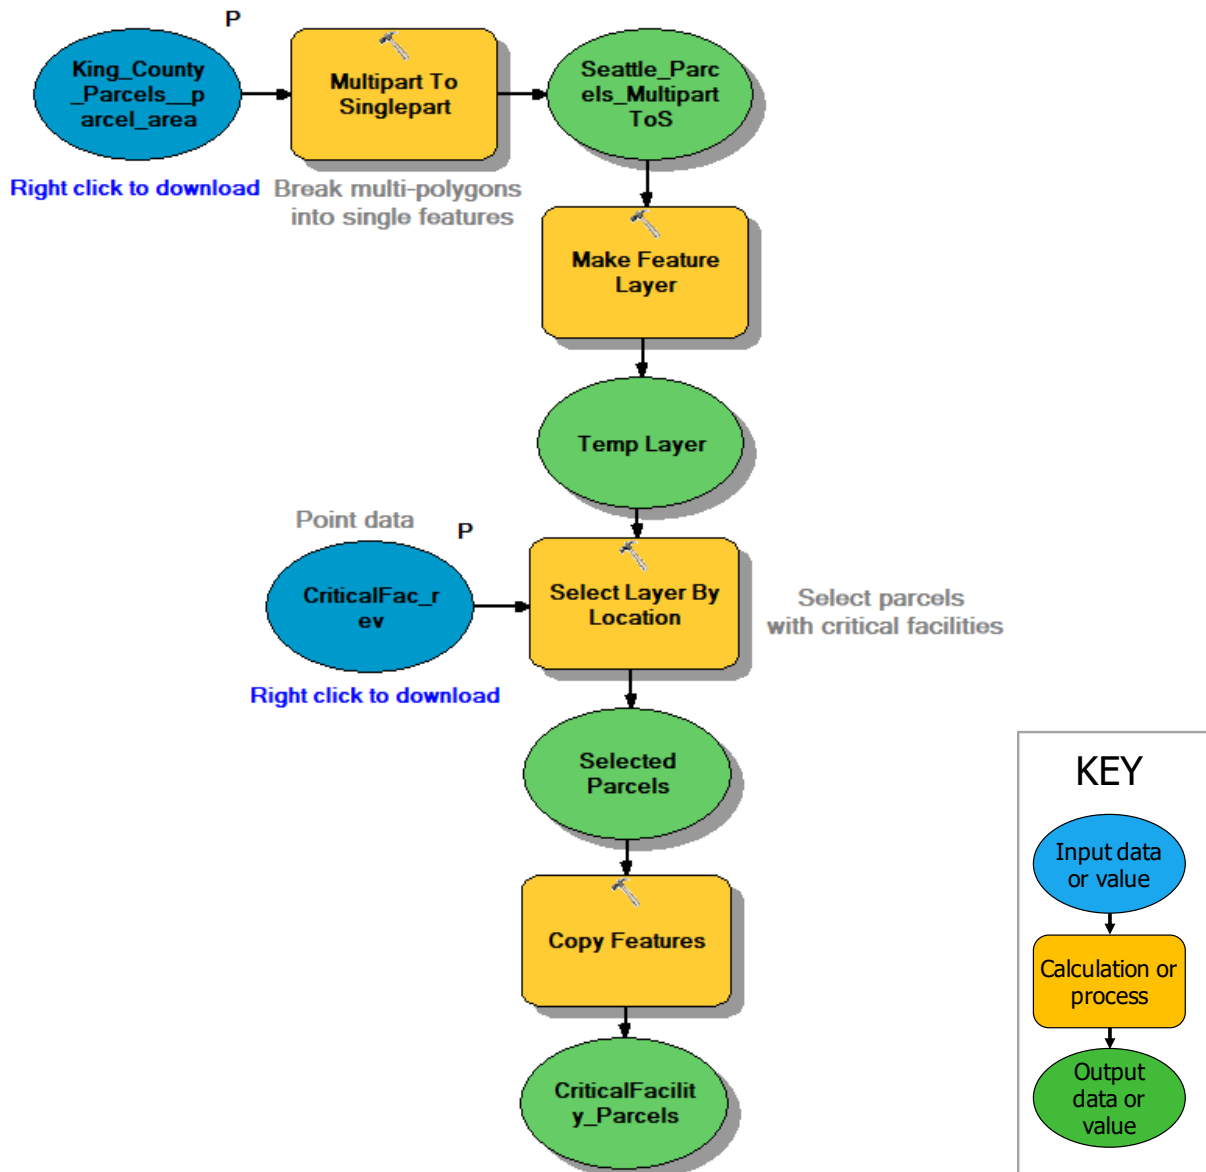 P
King_County
_Parcels__p
arcel_area
Multipart To
Singlepart
Seattle_Parc
els_Multipart
ToS
Right click to download
Break multi-polygons
into single features
Make Feature
Layer
Temp Layer
Point data
P
CriticalFac_r
ev
Select Layer By
Location
Select parcels
with critical facilities
Right click to download
Selected
Parcels
Copy Features
CriticalFacilit
y_Parcels
KEY
Input data
or value
Calculation or
process
Output
data or
value